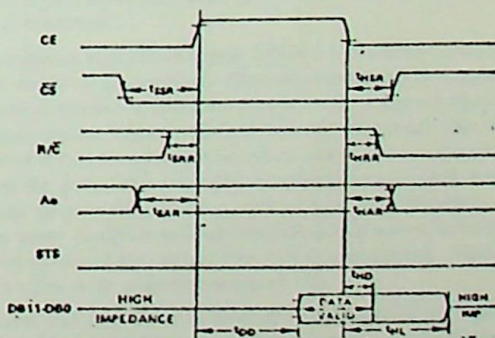 CE
CS
tSSR
tHSR
R/C
tSRR
tHRR
A0
tSAR
tHAR
STS
tHD
DB11-DB0
HIGH
IMPEDANCE
DATA
VALID
HIGH
IMP
tDD
tHL